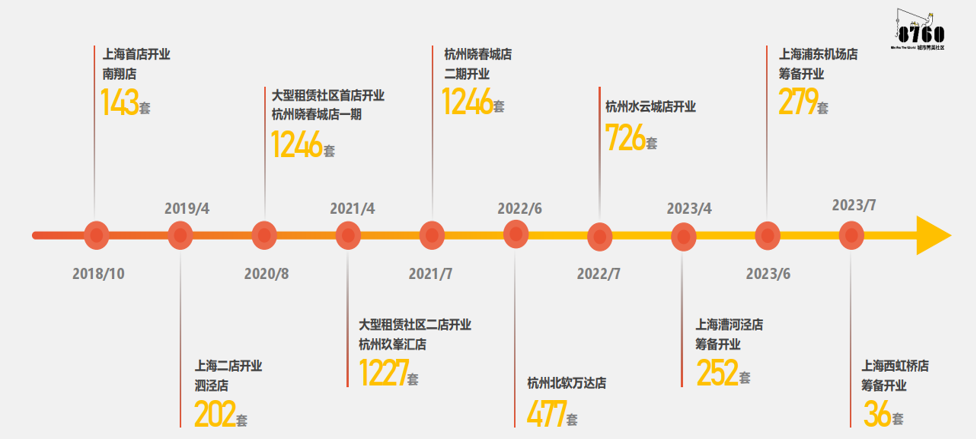 8760
城市青年社区
上海首店开业
南翔店
143套
大型租赁社区首店开业
杭州晓春城店一期
1246套
杭州晓春城店
二期开业
1246套
杭州水云城店开业
726套
上海浦东机场店
筹备开业
279套
2019/4
2021/4
2022/6
2023/4
2023/7
2018/10
2020/8
2021/7
2022/7
2023/6
上海二店开业
泗泾店
202套
大型租赁社区二店开业
杭州玖峯汇店
1227套
杭州北软万达店
477套
上海漕河泾店
筹备开业
252套
上海西虹桥店
筹备开业
36套